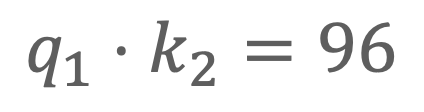 q₁ · k₂ = 96